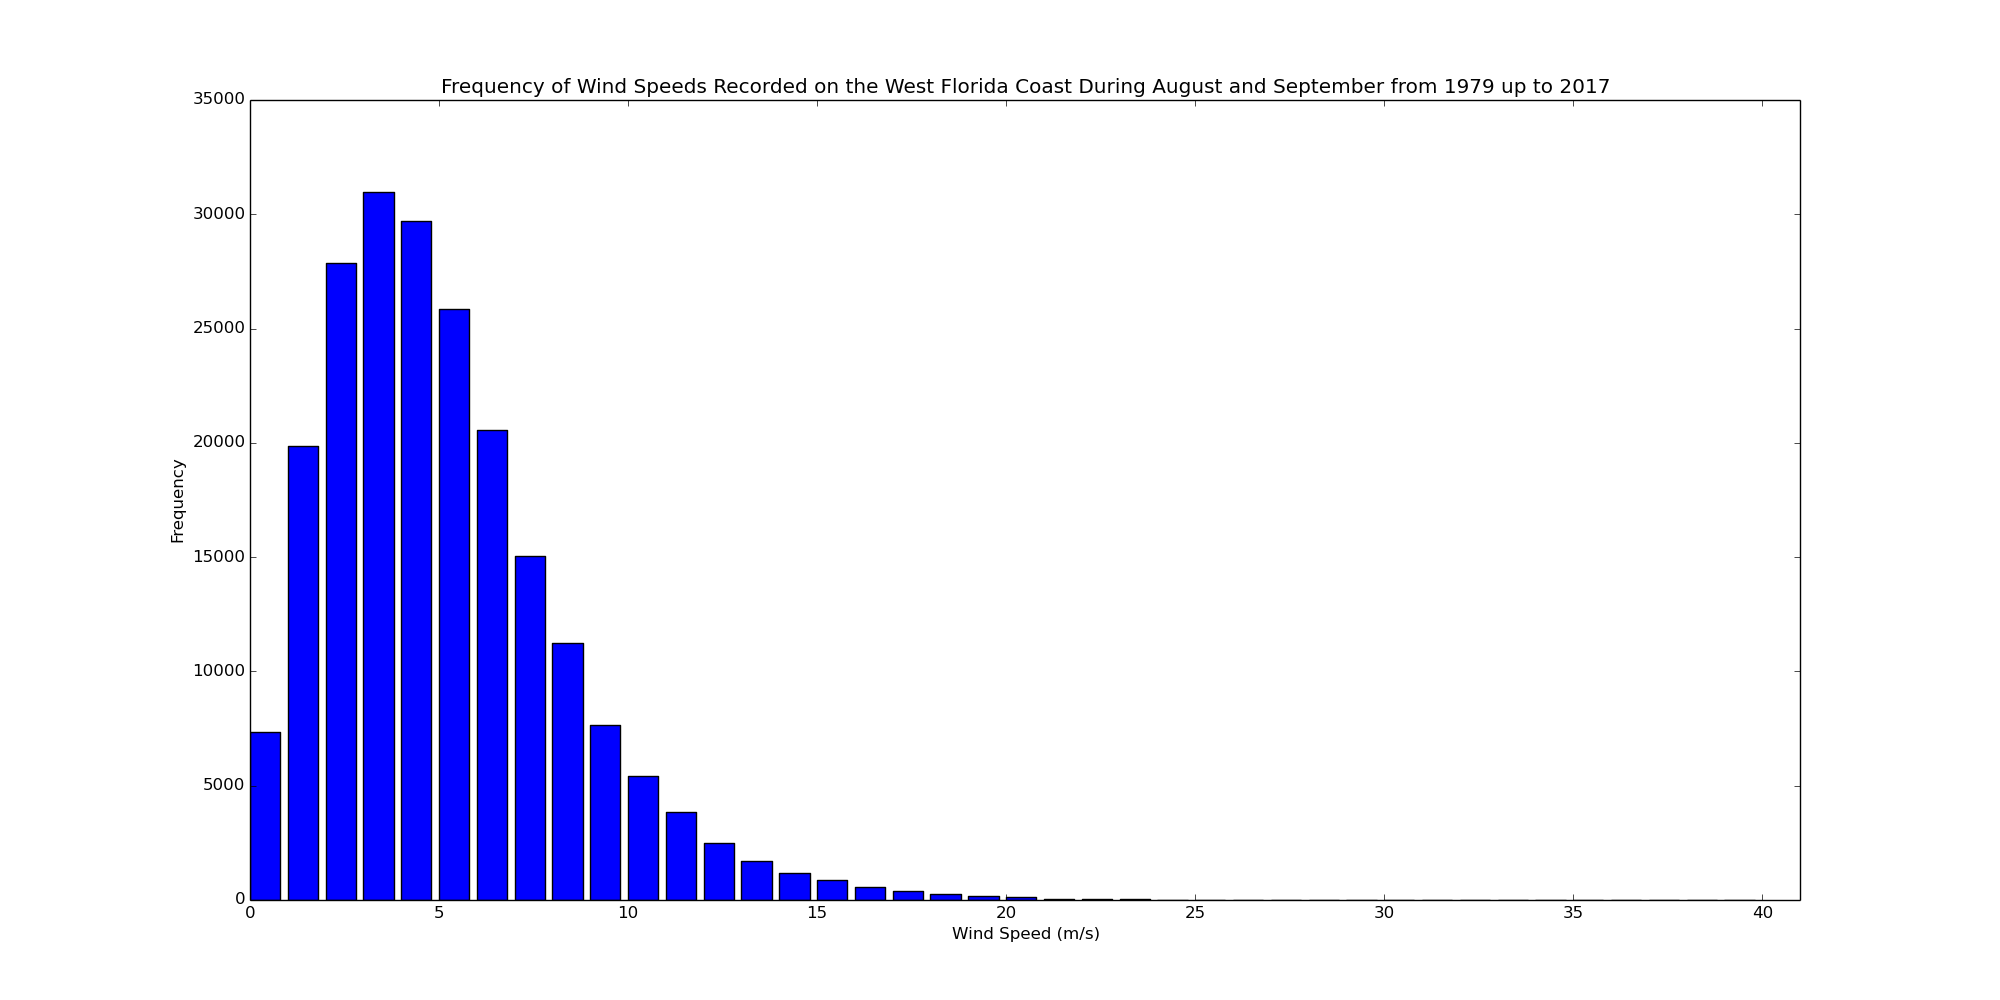 Frequency of Wind Speeds Recorded on the West Florida Coast During August and September from 1979 up to 2017
35000
30000
25000
20000
15000
10000
5000
0
Frequency
0 5 10 15 20 25 30 35 40
Wind Speed (m/s)